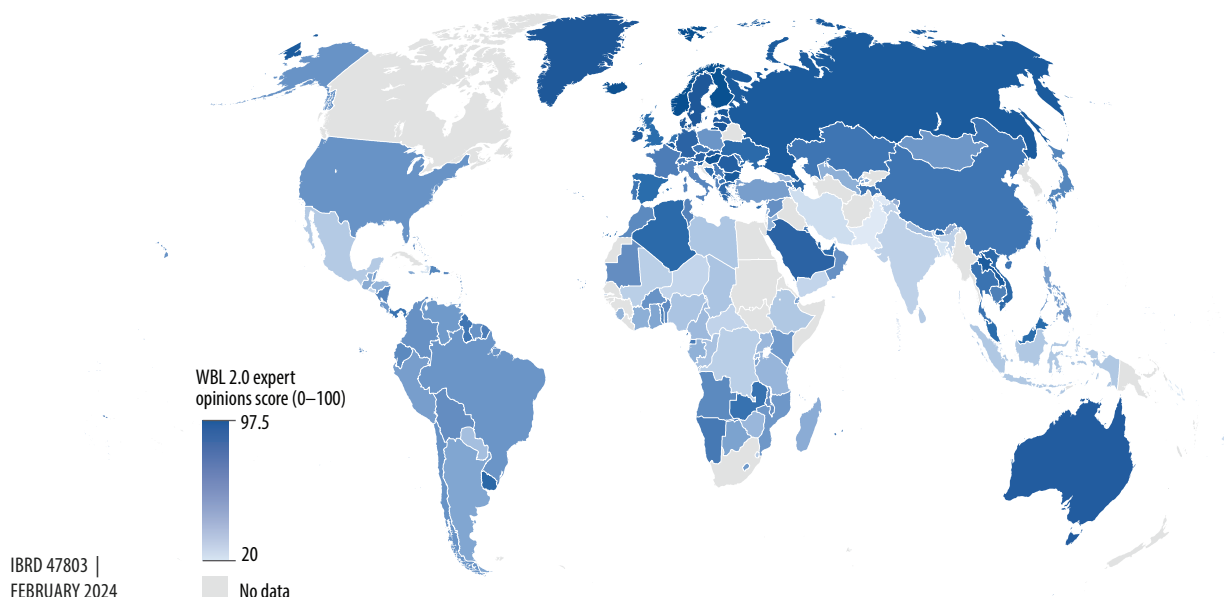 WBL 2.0 expert
opinions score (0–100)
97.5
20
No data
IBRD 47803 |
FEBRUARY 2024